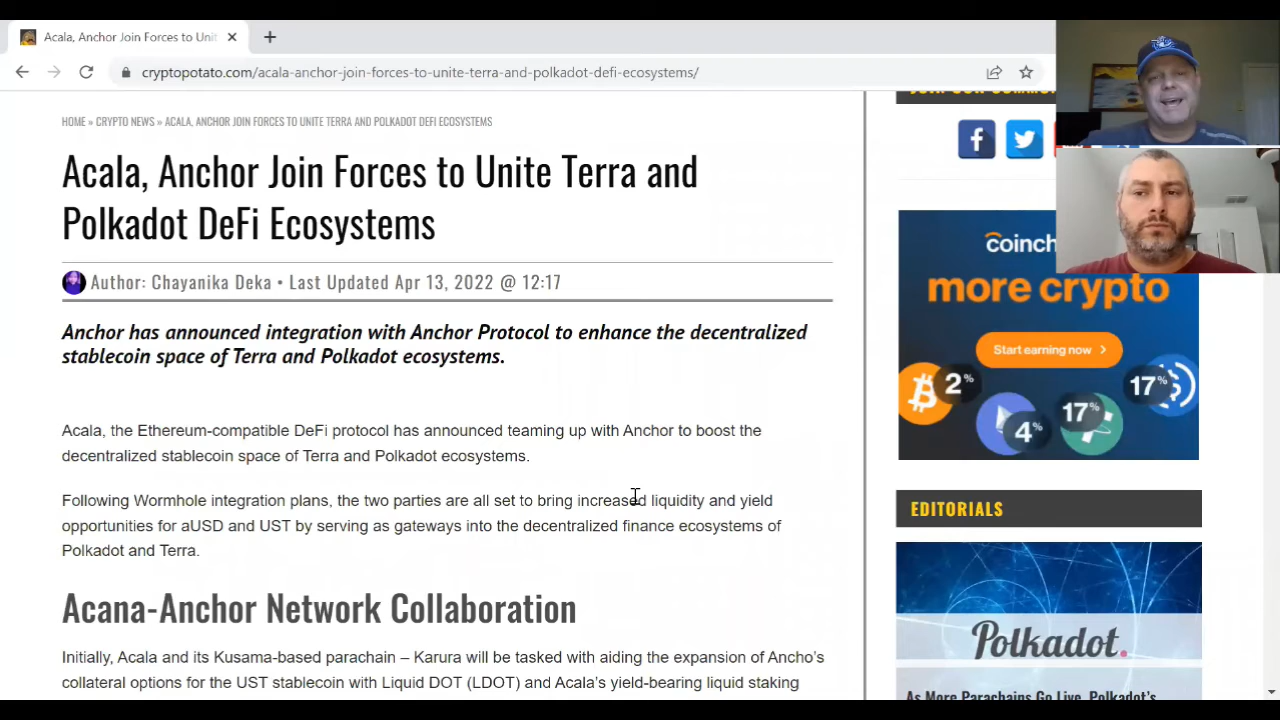 Acala, Anchor Join Forces to Unit
cryptopotato.com/acala-anchor-join-forces-to-unite-terra-and-polkadot-defi-ecosystems/
HOME » CRYPTO NEWS » ACALA, ANCHOR JOIN FORCES TO UNITE TERRA AND POLKADOT DEFI ECOSYSTEMS
Acala, Anchor Join Forces to Unite Terra and
Polkadot DeFi Ecosystems
Author: Chayanika Deka • Last Updated Apr 13, 2022 @ 12:17
Anchor has announced integration with Anchor Protocol to enhance the decentralized
stablecoin space of Terra and Polkadot ecosystems.
Acala, the Ethereum-compatible DeFi protocol has announced teaming up with Anchor to boost the
decentralized stablecoin space of Terra and Polkadot ecosystems.
Following Wormhole integration plans, the two parties are all set to bring increased liquidity and yield
opportunities for aUSD and UST by serving as gateways into the decentralized finance ecosystems of
Polkadot and Terra.
Acana-Anchor Network Collaboration
Initially, Acala and its Kusama-based parachain – Karura will be tasked with aiding the expansion of Ancho's
collateral options for the UST stablecoin with Liquid DOT (LDOT) and Acala's yield-bearing liquid staking
JOIN OUR
coinch
more crypto
Start earning now
2%
4%
17%
17%
EDITORIALS
Polkadot.
As More Parachains Go Live, Polkadot's